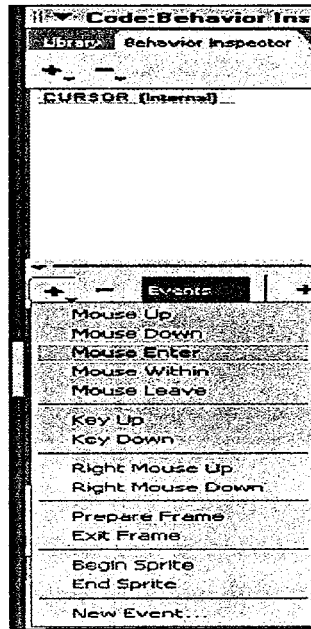 Code:Behavior Ins
Library Behavior Inspector
CURSOR (Internal)
Events
Mouse Up
Mouse Down
Mouse Enter
Mouse Within
Mouse Leave
Key Up
Key Down
Right Mouse Up
Right Mouse Down
Prepare Frame
Exit Frame
Begin Sprite
End Sprite
New Event...